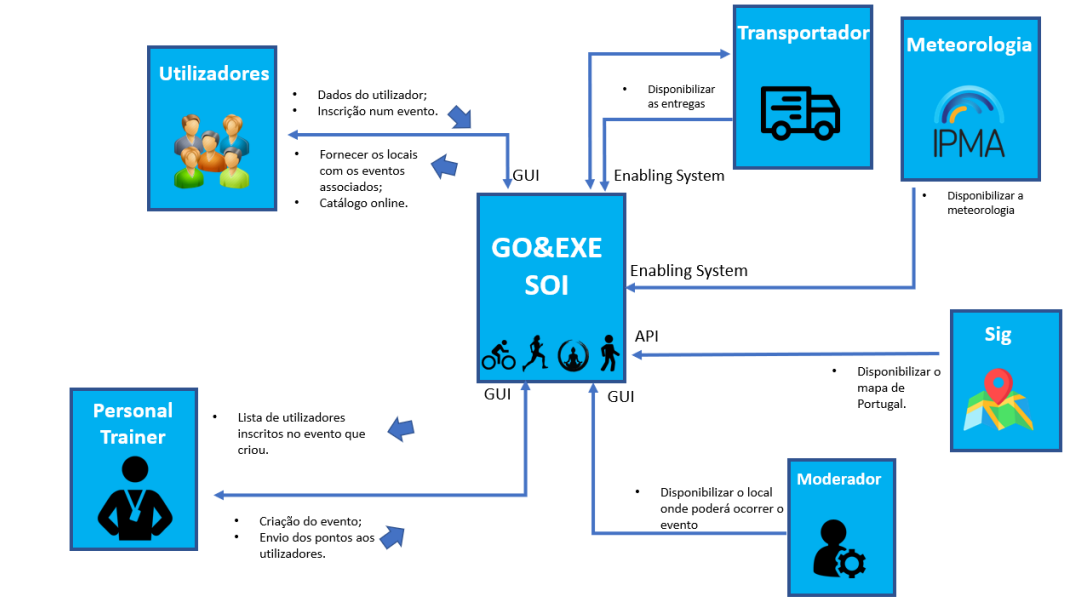 Utilizadores
• Dados do utilizador;
• Inscrição num evento.
• Fornecer os locais
com os eventos
associados;
• Catálogo online.
GUI
Transportador
• Disponibilizar
as entregas
Enabling System
Meteorologia
IPMA
• Disponibilizar a
meteorologia
GO&EXE
SOI
Enabling System
API
Sig
• Disponibilizar o
mapa de
Portugal.
GUI
GUI
Personal
Trainer
• Lista de utilizadores
inscritos no evento que
criou.
• Criação do evento;
• Envio dos pontos aos
utilizadores.
• Disponibilizar o local
onde poderá ocorrer o
evento
Moderador